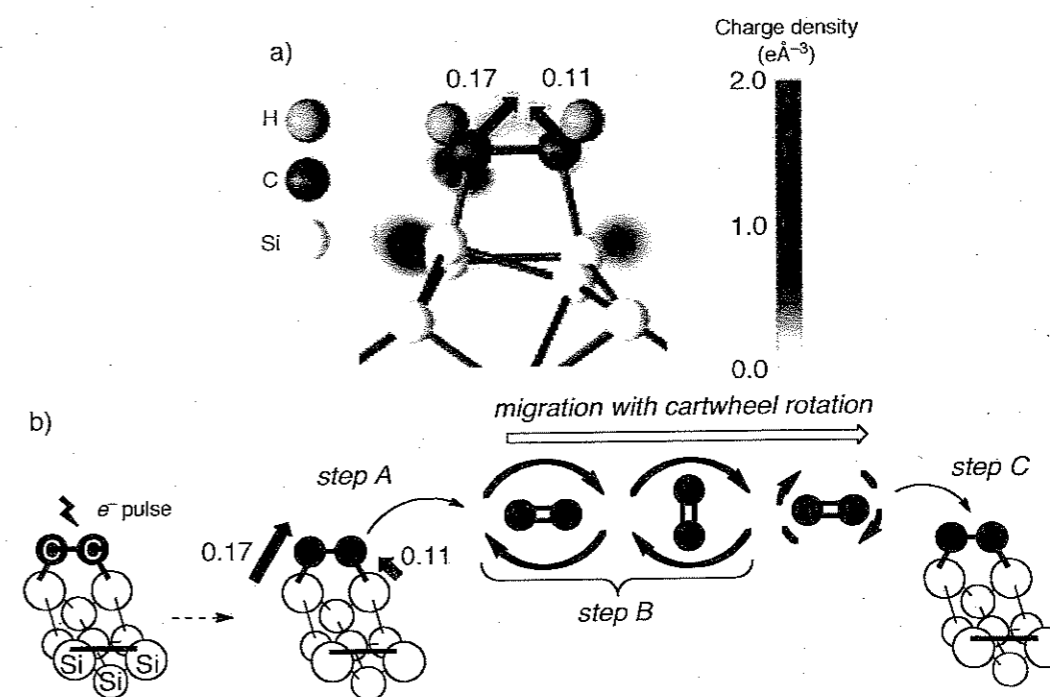 a)
Charge density
(eÅ⁻³)
0.17 0.11
2.0
H
C
1.0
Si
0.0
migration with cartwheel rotation
b)
step A
step C
e⁻ pulse
C C
0.17
0.11
step B
Si Si
Si